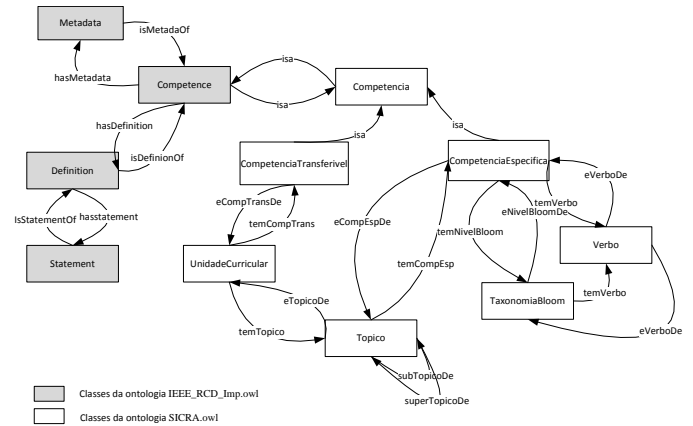 Metadata
isMetadaOf
hasMetadata
isa
Competence
Competencia
isa
isa
hasDefinition
isa
isDefinionOf
CompetenciaTransferivel
CompetenciaEspecifica
Definition
eVerboDe
eCompTransDe
temVerbo
IsStatementOf
hasstatement
temCompTrans
eCompEspDe
eNivelBloomDe
temNivelBloom
Verbo
Statement
UnidadeCurricular
temCompEsp
TaxonomiaBloom
temVerbo
eTopicoDe
temTopico
Topico
eVerboDe
subTopicoDe
superTopicoDe
Classes da ontologia IEEE_RCD_Imp.owl
Classes da ontologia SICRA.owl